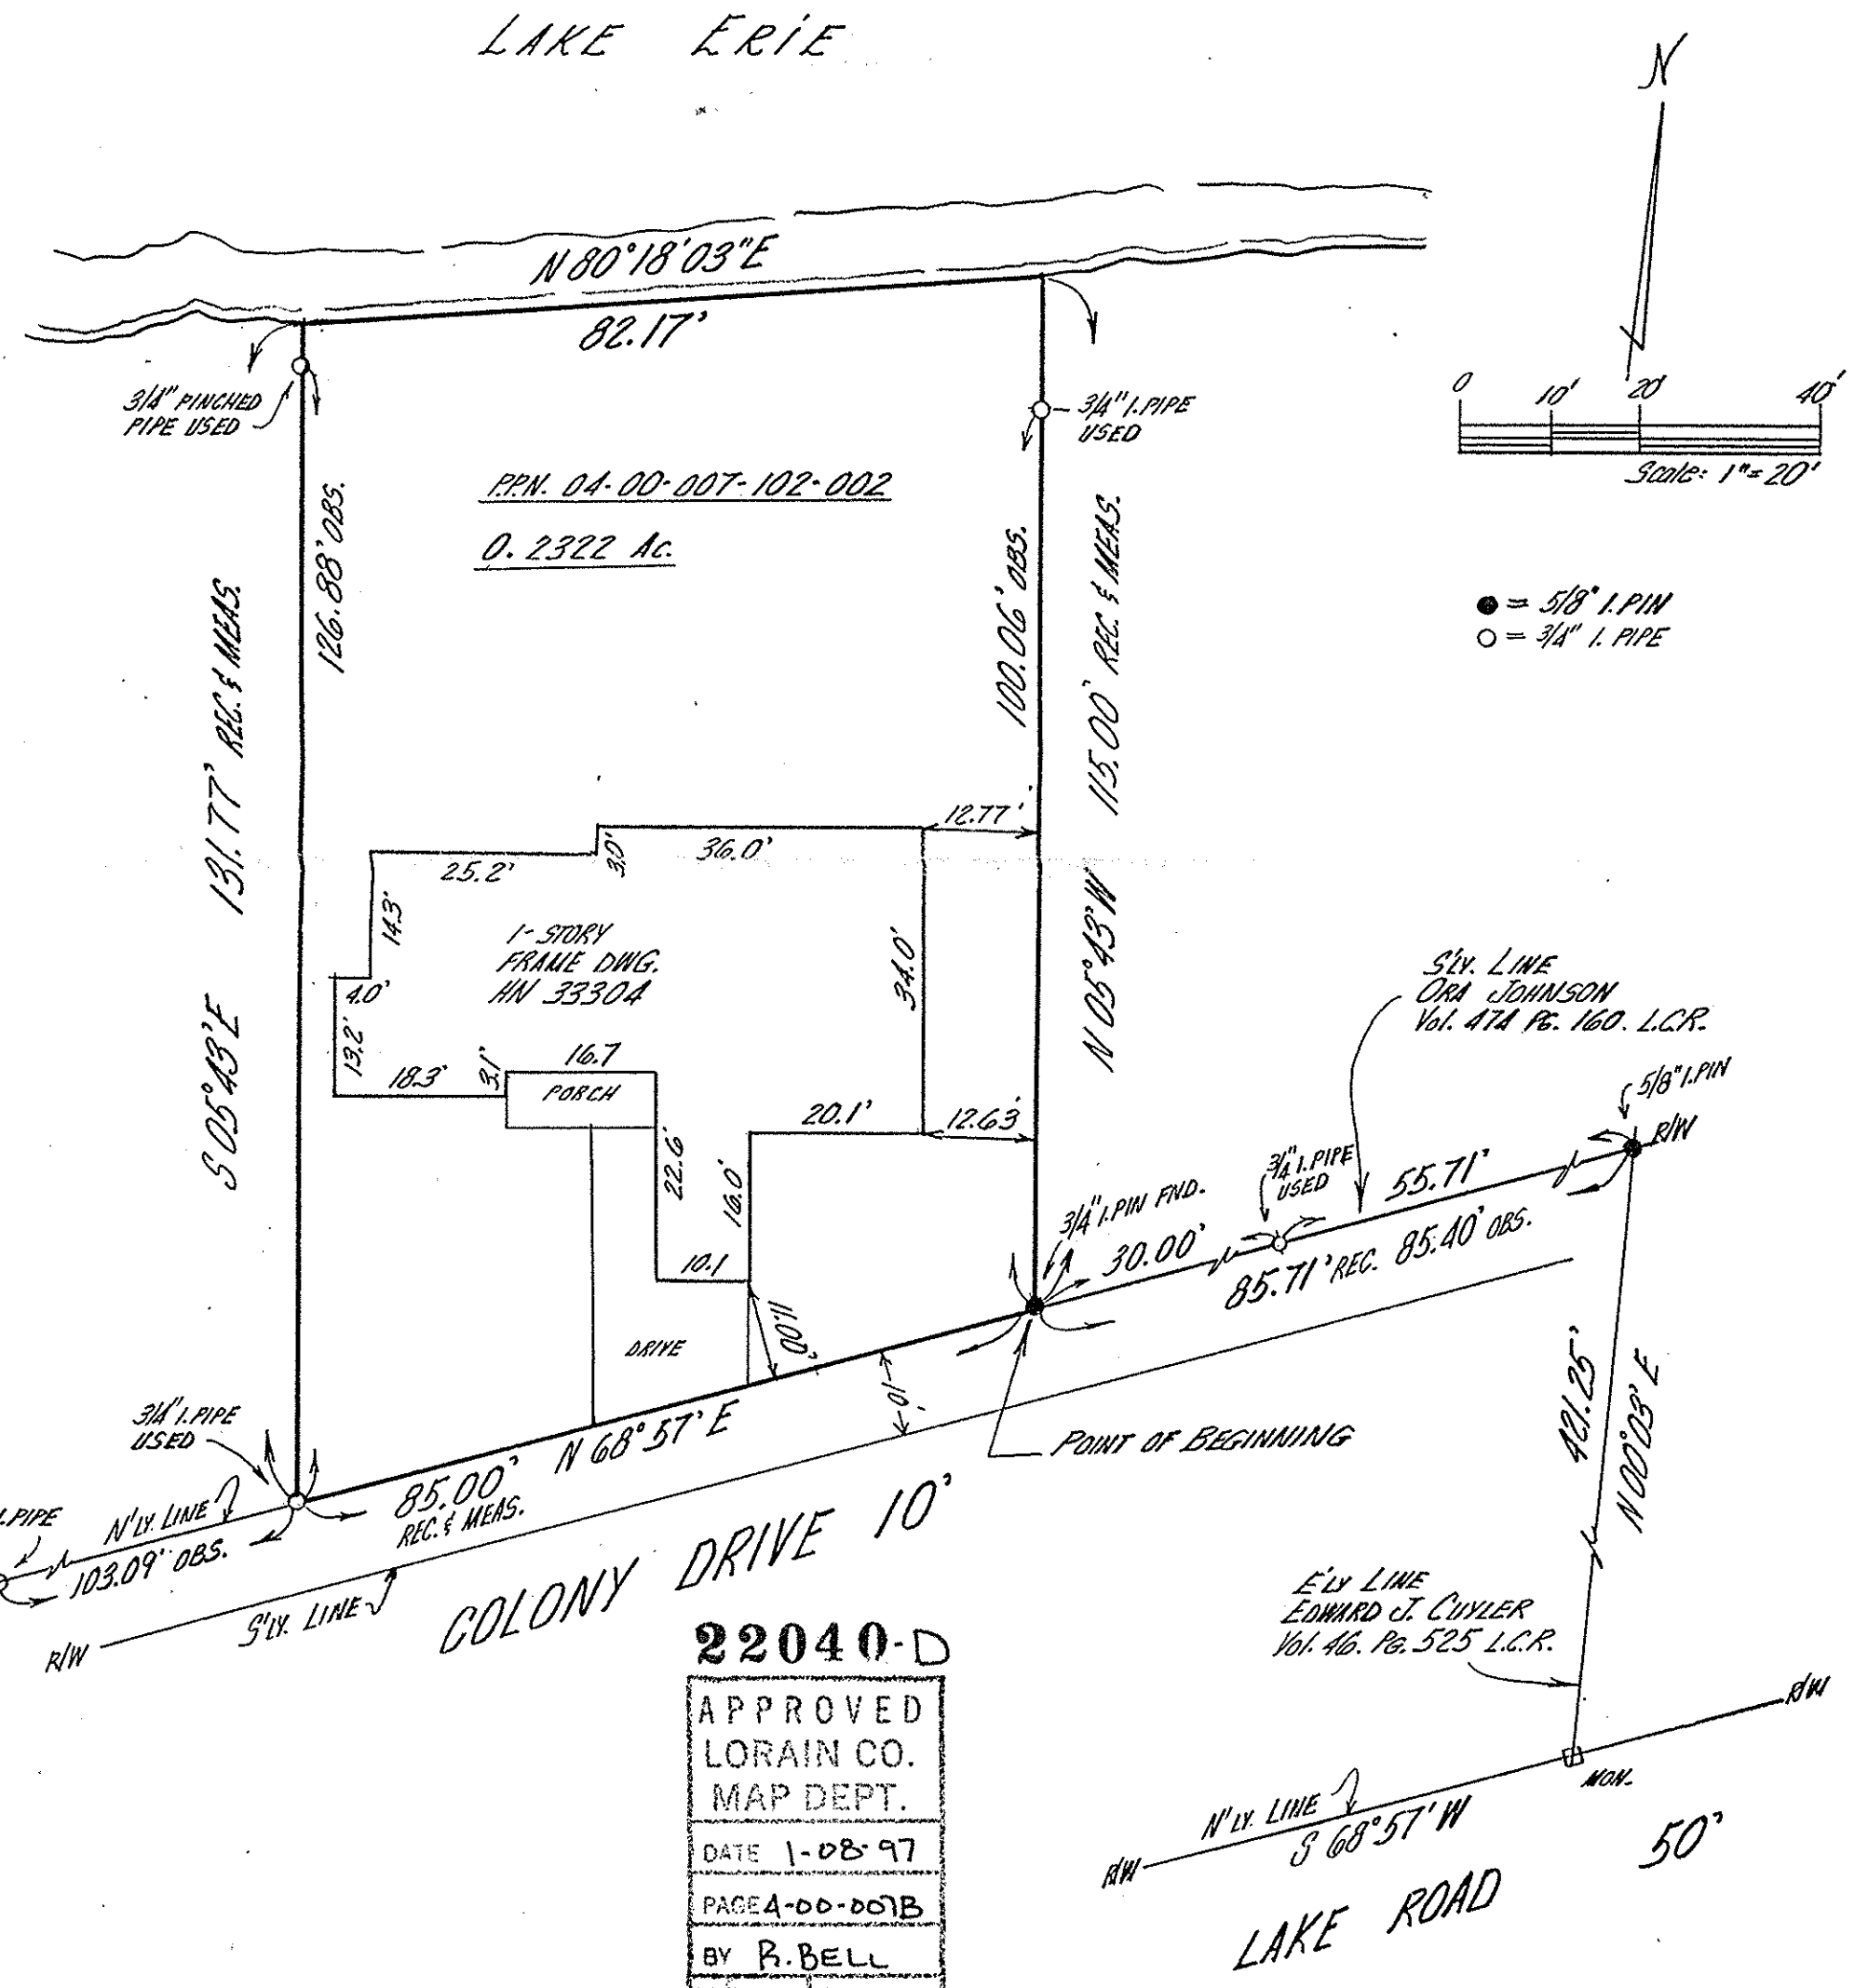 LAKE ERIE
N
N 80°18'03"E
82.17'
3/4" PINCHED
PIPE USED
3/4" I. PIPE
USED
0 10' 20' 40'
Scale: 1"=20'
P.P.N. 04-00-007-102-002
0.2322 Ac.
126.88' OBS.
S 05°43'E 131.77' REC. & MEAS.
100.06' OBS.
N 05°43'W 115.00' REC. & MEAS.
● = 5/8" I. PIN
○ = 3/4" I. PIPE
12.77'
25.2'
3.0'
36.0'
14.3'
1-STORY
FRAME DWG.
HN 33304
4.0'
34.0'
13.2'
18.3'
3.1'
16.7
PORCH
20.1'
12.63'
22.6'
16.0'
10.1
11.00'
DRIVE
10'
S'LY. LINE
ORA JOHNSON
Vol. 474 PG. 160. L.C.R.
5/8" I. PIN
R/W
3/4" I. PIPE
USED
55.71'
3/4" I. PIN FND.
30.00'
85.71' REC. 85.40' OBS.
POINT OF BEGINNING
421.25'
N 00°03' E
3/4" I. PIPE
USED
I. PIPE
N'LY. LINE
103.09' OBS.
85.00' N 68°57' E
REC. & MEAS.
R/W
S'LY. LINE
COLONY DRIVE 10'
E'LY LINE
EDWARD J. CUYLER
Vol. 46. PG. 525 L.C.R.
R/W
MON.
N'LY. LINE
S 68°57' W
R/W
LAKE ROAD 50'
22040-D
APPROVED
LORAIN CO.
MAP DEPT.
DATE 1-08-97
PAGE 4-00-007B
BY R. BELL